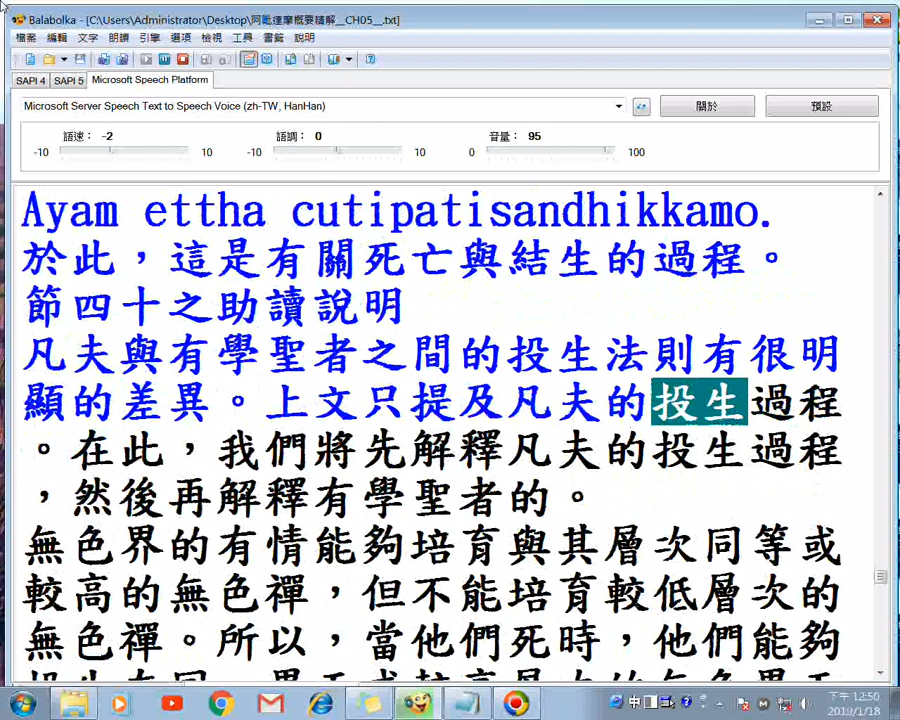 Balabolka - [C:\Users\Administrator\Desktop\阿毗達摩概要精解__CH05__.txt]
檔案 編輯 文字 朗讀 引擎 選項 檢視 工具 書籤 說明
SAPI 4 SAPI 5 Microsoft Speech Platform
Microsoft Server Speech Text to Speech Voice (zh-TW, HanHan) 關於 預設
語速： -2 語調： 0 音量： 95
-10 10 -10 10 0 100
Ayam ettha cutipatisandhikkamo.
於此，這是有關死亡與結生的過程。
節四十之助讀說明
凡夫與有學聖者之間的投生法則有很明
顯的差異。上文只提及凡夫的投生過程
。在此，我們將先解釋凡夫的投生過程
，然後再解釋有學聖者的。
無色界的有情能夠培育與其層次同等或
較高的無色禪，但不能培育較低層次的
無色禪。所以，當他們死時，他們能夠
中
下午 12:50
2019/1/18